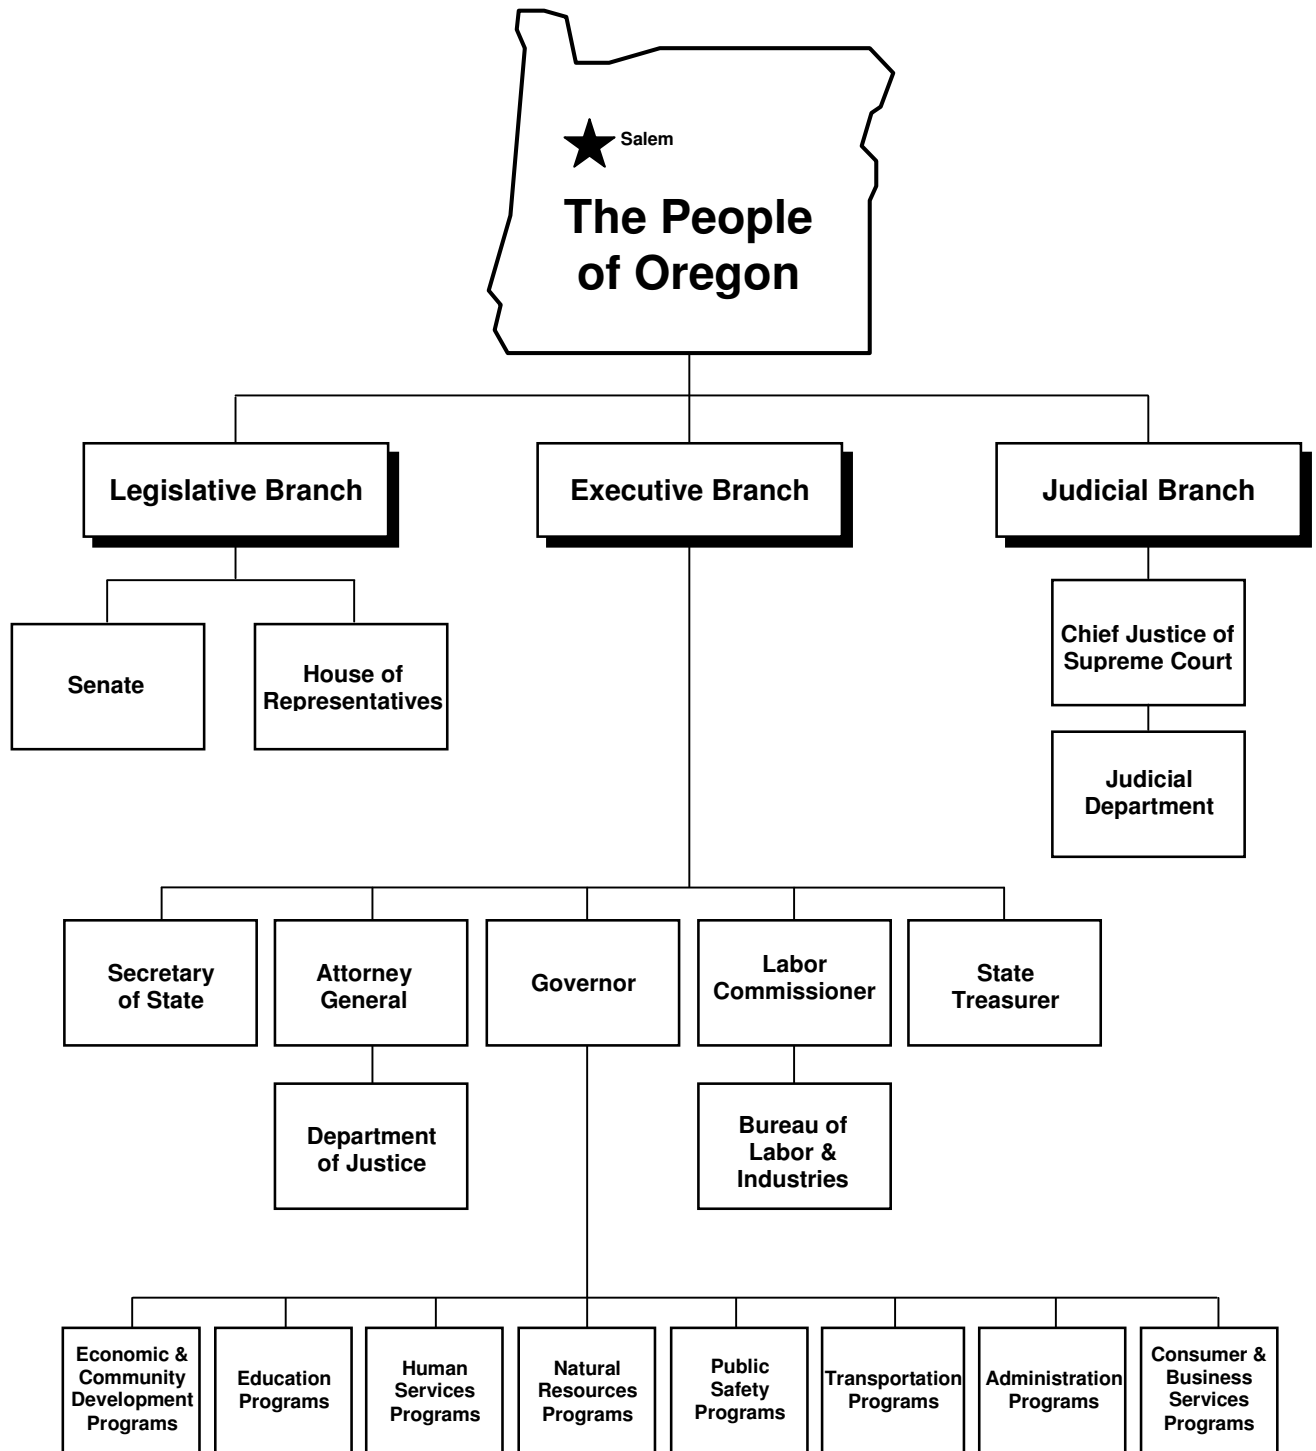 Salem
The People
of Oregon
Legislative Branch
Executive Branch
Judicial Branch
Senate
House of
Representatives
Chief Justice of
Supreme Court
Judicial
Department
Secretary
of State
Attorney
General
Governor
Labor
Commissioner
State
Treasurer
Department
of Justice
Bureau of
Labor &
Industries
Economic &
Community
Development
Programs
Education
Programs
Human
Services
Programs
Natural
Resources
Programs
Public
Safety
Programs
Transportation
Programs
Administration
Programs
Consumer &
Business
Services
Programs